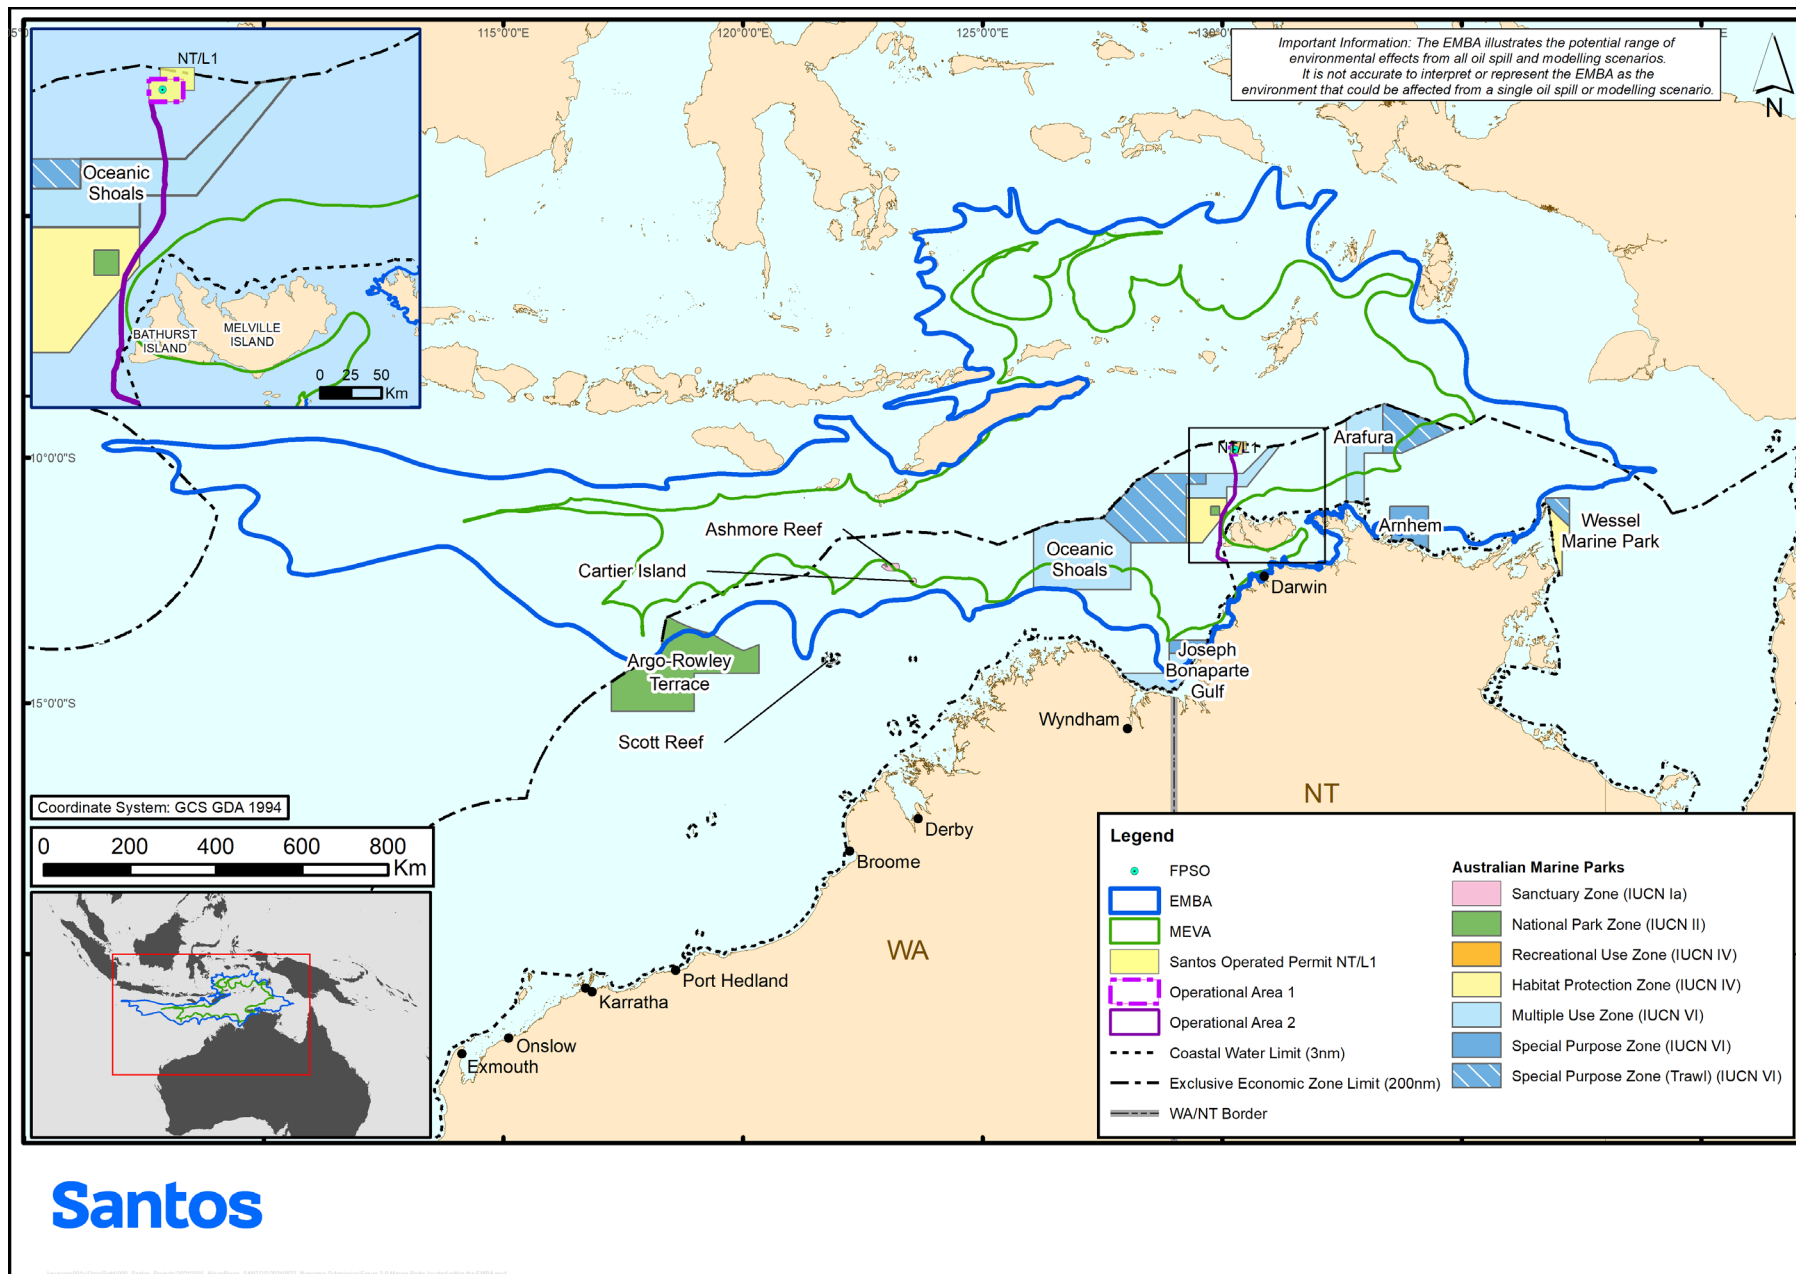 5°0'0"E
115°0'0"E
120°0'0"E
125°0'0"E
130°0'
E
Important Information: The EMBA illustrates the potential range of
environmental effects from all oil spill and modelling scenarios.
It is not accurate to interpret or represent the EMBA as the
environment that could be affected from a single oil spill or modelling scenario.
N
NT/L1
Oceanic
Shoals
BATHURST
ISLAND
MELVILLE
ISLAND
0 25 50
Km
10°0'0"S
15°0'0"S
NT/L1
Arafura
Ashmore Reef
Cartier Island
Oceanic
Shoals
Arnhem
Wessel
Marine Park
Darwin
Argo-Rowley
Terrace
Joseph
Bonaparte
Gulf
Scott Reef
Wyndham
NT
Derby
Broome
WA
Port Hedland
Karratha
Onslow
Exmouth
Coordinate System: GCS GDA 1994
0 200 400 600 800
Km
Legend
FPSO
EMBA
MEVA
Santos Operated Permit NT/L1
Operational Area 1
Operational Area 2
Coastal Water Limit (3nm)
Exclusive Economic Zone Limit (200nm)
WA/NT Border
Australian Marine Parks
Sanctuary Zone (IUCN Ia)
National Park Zone (IUCN II)
Recreational Use Zone (IUCN IV)
Habitat Protection Zone (IUCN IV)
Multiple Use Zone (IUCN VI)
Special Purpose Zone (IUCN VI)
Special Purpose Zone (Trawl) (IUCN VI)
Santos